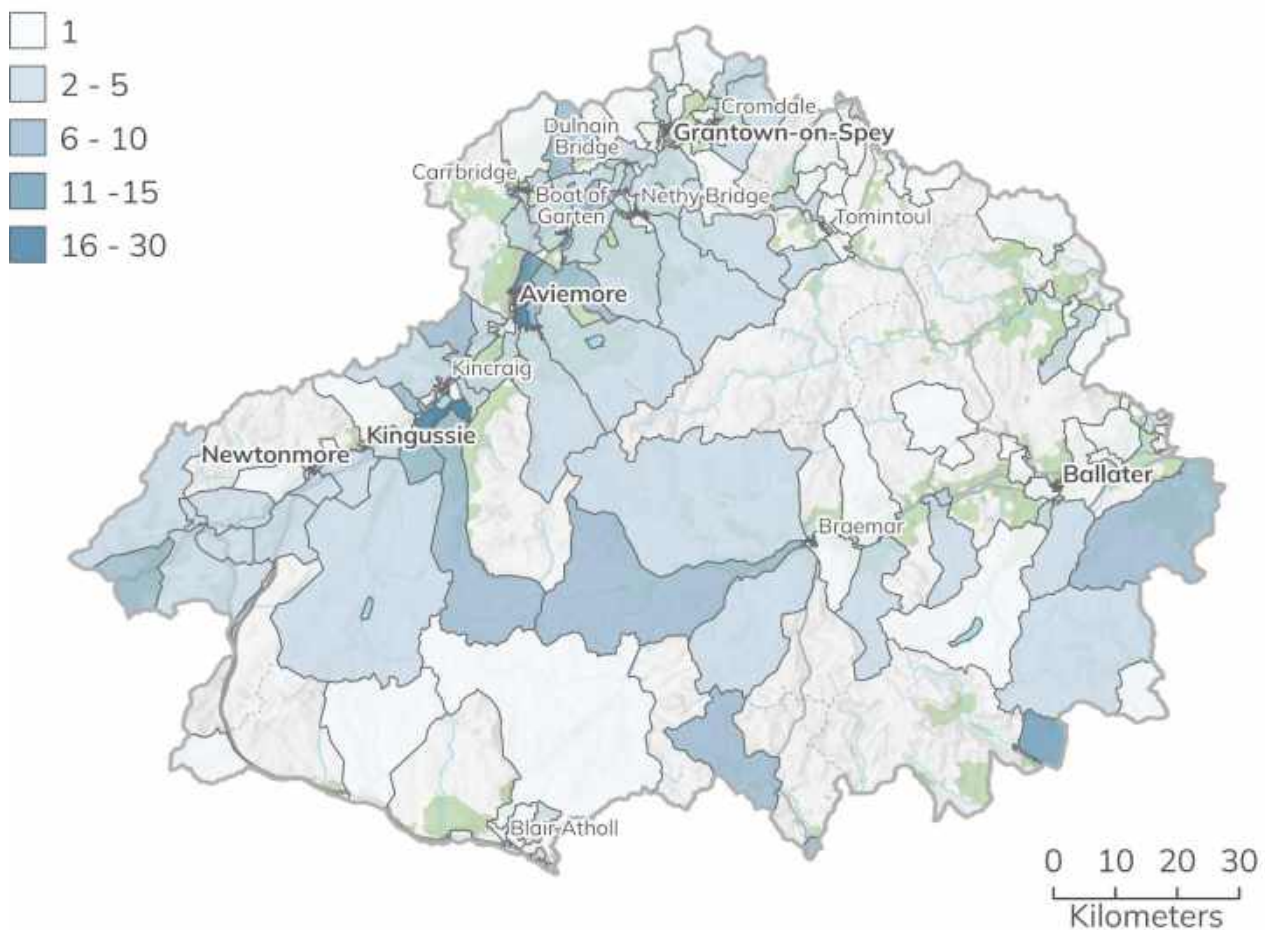 1
2 - 5
6 - 10
11 -15
16 - 30
Cromdale
Dulnain
Bridge
Grantown-on-Spey
Carrbridge
Boat of
Garten
Nethy Bridge
Tomintoul
Aviemore
Kincraig
Kingussie
Newtonmore
Ballater
Braemar
Blair Atholl
0 10 20 30
Kilometers